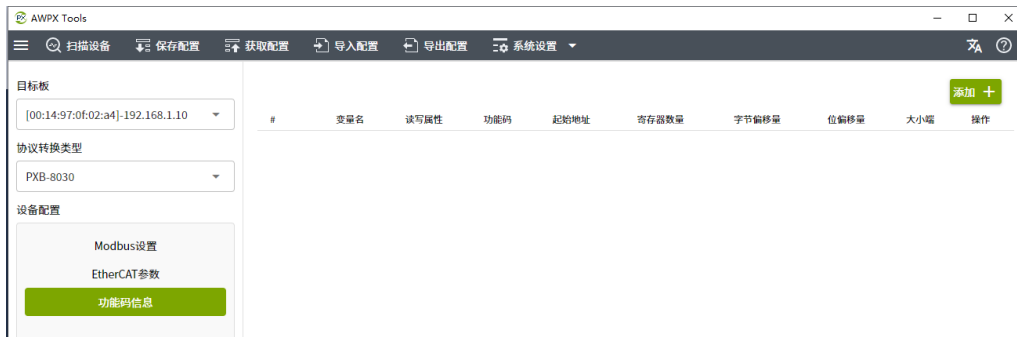 AWPX Tools
扫描设备 保存配置 获取配置 导入配置 导出配置 系统设置
目标板
添加
[00:14:97:0f:02:a4]-192.168.1.10
# 变量名 读写属性 功能码 起始地址 寄存器数量 字节偏移量 位偏移量 大小端 操作
协议转换类型
PXB-8030
设备配置
Modbus设置
EtherCAT参数
功能码信息